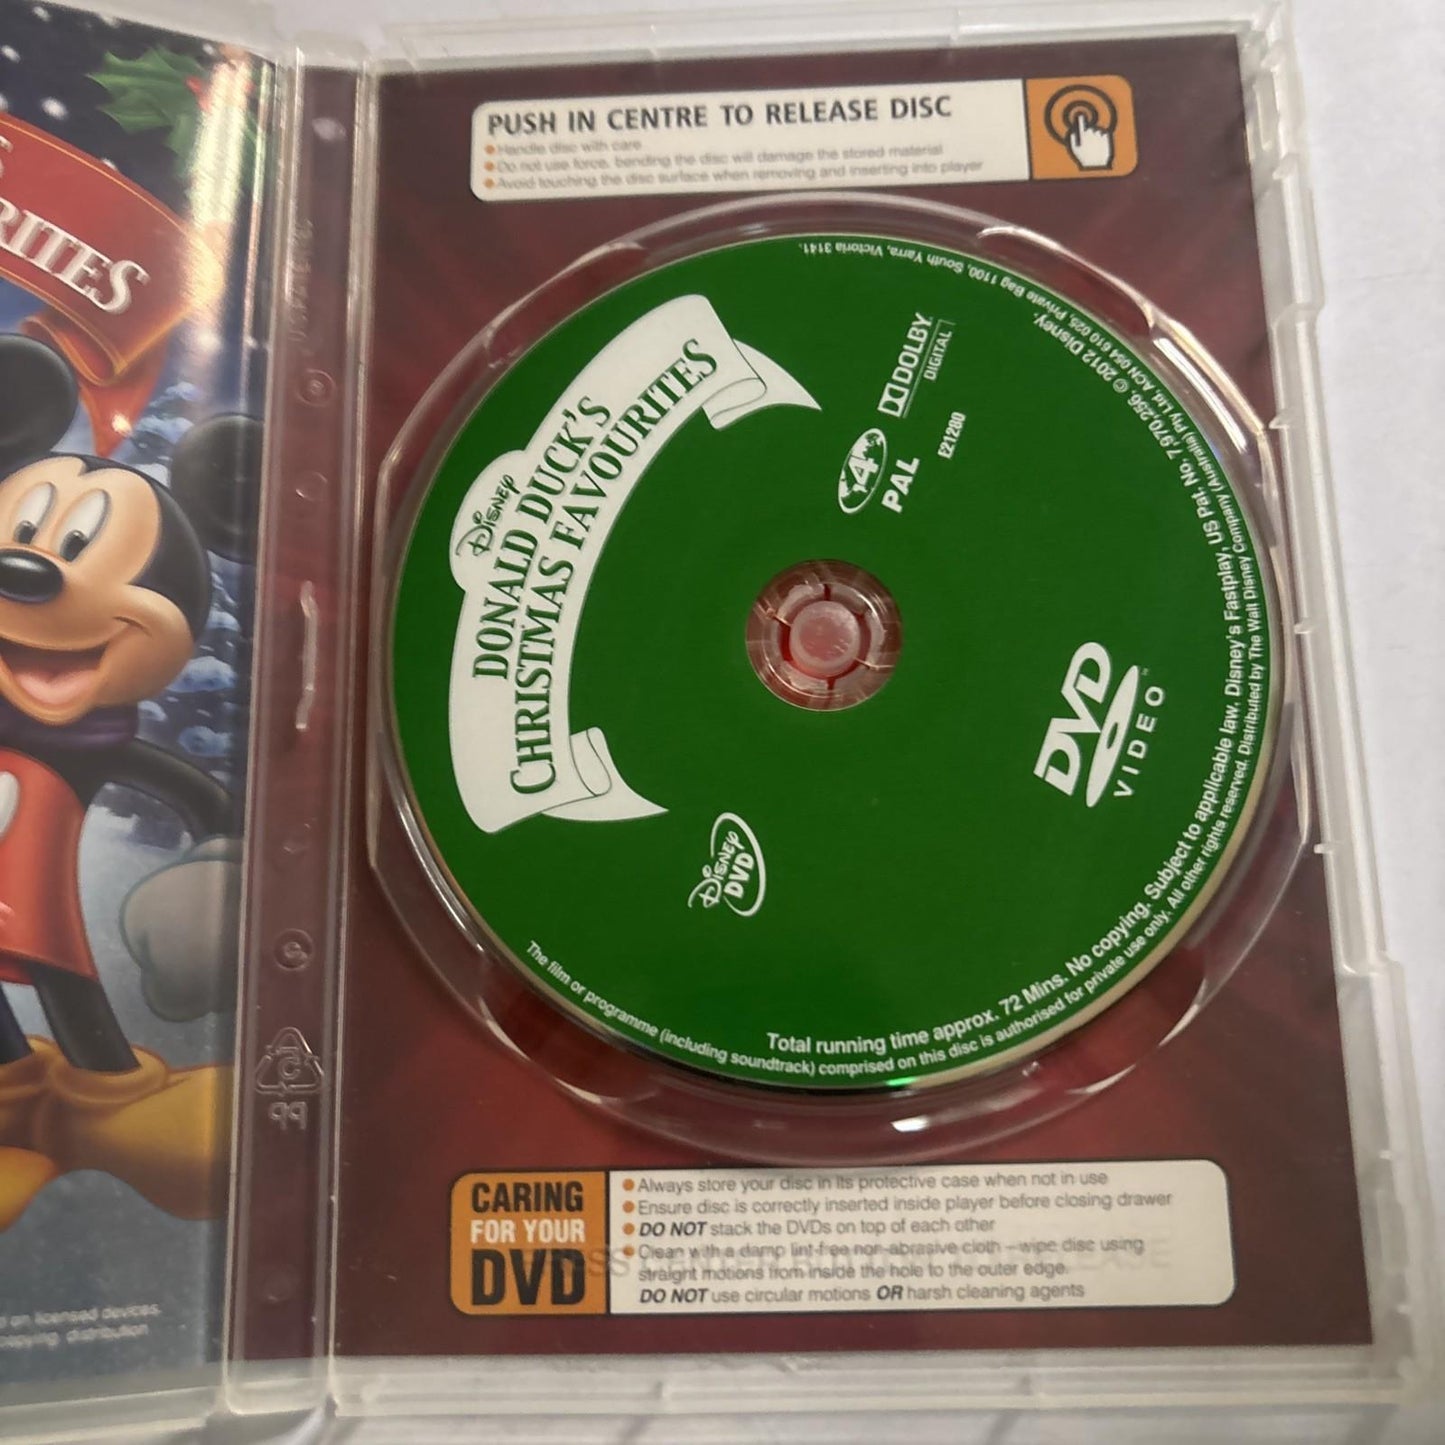 RITES
PUSH IN CENTRE TO RELEASE DISC
Handle disc with care
Do not use force, bending the disc will damage the stored material
Avoid touching the disc surface when removing and inserting into player
DISNEY
DONALD DUCK'S
CHRISTMAS FAVOURITES
DOLBY
DIGITAL
4
PAL
E21280
DVD
VIDEO
DISNEY
DVD
Total running time approx. 72 Mins. No copying. Subject to applicable law, Disney's Fastplay, US Pat No. 7,970,256 © 2012 Disney.
The film or programme (including soundtrack) comprised on this disc is authorised for private use only. All other rights reserved. Distributed by The Walt Disney Company (Australia) Pty Ltd, ACN 054 610 025, Private Bag 1100, South Yarra, Victoria 3141.
5
PP
CARING
FOR YOUR
DVD
Always store your disc in its protective case when not in use
Ensure disc is correctly inserted inside player before closing drawer
DO NOT stack the DVDs on top of each other
Clean with a damp lint-free non-abrasive cloth – wipe disc using
straight motions from inside the hole to the outer edge.
DO NOT use circular motions OR harsh cleaning agents
on licensed devices.
copying, distribution